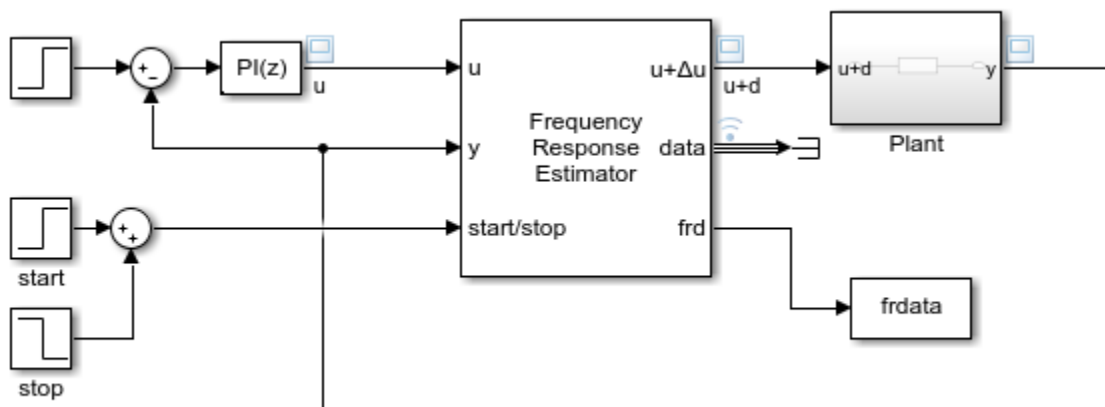 +
−
PI(z)
u
u
y
start/stop
Frequency
Response
Estimator
u+Δu
data
frd
u+d
u+d
y
Plant
+
+
start
stop
frdata